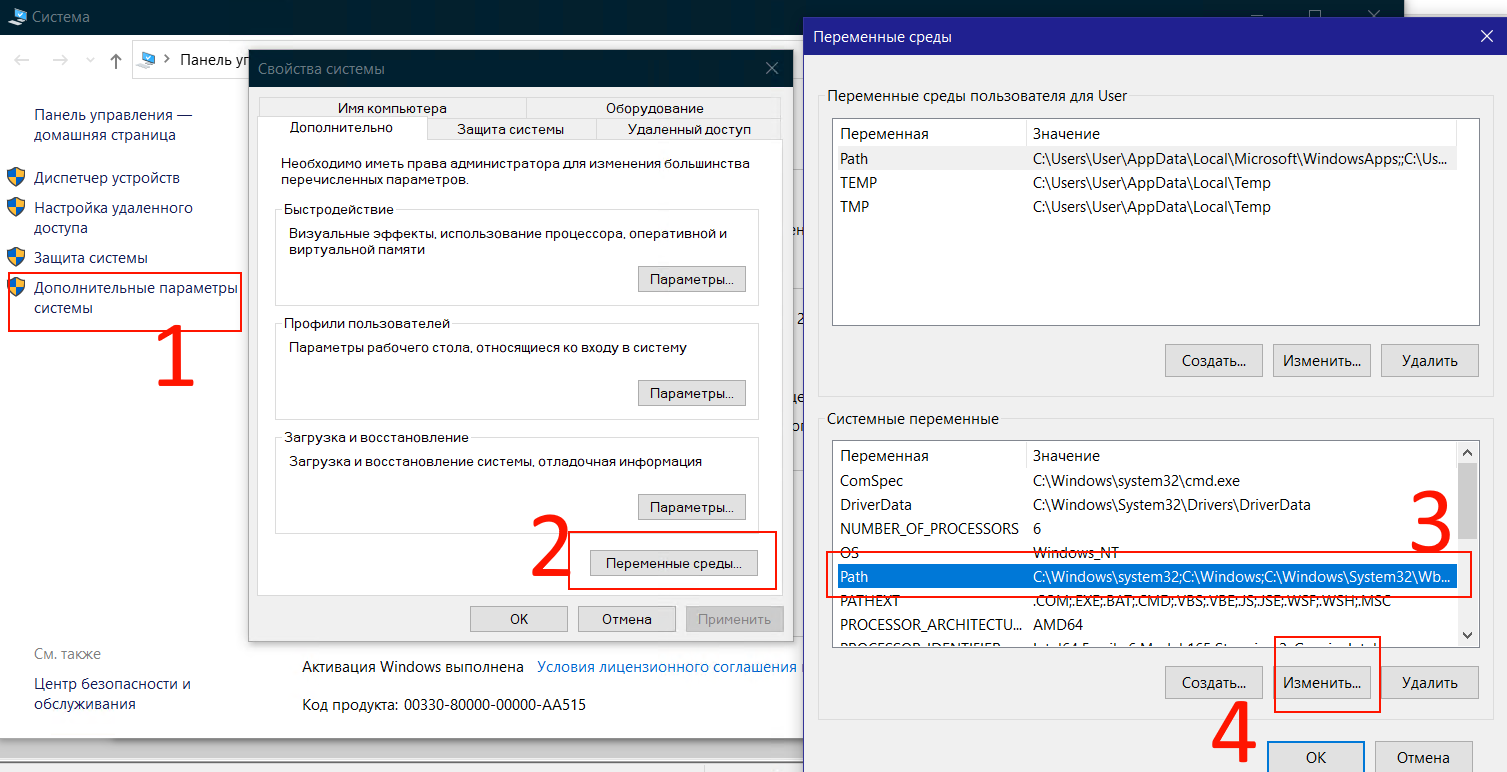 Система
Панель уг
Панель управления —
домашняя страница
Диспетчер устройств
Настройка удаленного
доступа
Защита системы
Дополнительные параметры
системы
1
См. также
Центр безопасности и
обслуживания
Активация Windows выполнена Условия лицензионного соглашения
Код продукта: 00330-80000-00000-AA515
Свойства системы
Имя компьютера Оборудование
Дополнительно Защита системы Удаленный доступ
Необходимо иметь права администратора для изменения большинства
перечисленных параметров.
Быстродействие
Визуальные эффекты, использование процессора, оперативной и
виртуальной памяти
Параметры...
Профили пользователей
Параметры рабочего стола, относящиеся ко входу в систему
Параметры...
Загрузка и восстановление
Загрузка и восстановление системы, отладочная информация
Параметры...
2
Переменные среды...
ОК Отмена Применить
Переменные среды
Переменные среды пользователя для User
Переменная Значение
Path C:\Users\User\AppData\Local\Microsoft\WindowsApps;;C:\Us...
TEMP C:\Users\User\AppData\Local\Temp
TMP C:\Users\User\AppData\Local\Temp
Создать... Изменить... Удалить
Системные переменные
Переменная Значение
ComSpec C:\Windows\system32\cmd.exe
DriverData C:\Windows\System32\Drivers\DriverData
NUMBER_OF_PROCESSORS 6
OS Windows_NT
3
Path C:\Windows\system32;C:\Windows;C:\Windows\System32\Wb...
PATHEXT .COM;.EXE;.BAT;.CMD;.VBS;.VBE;.JS;.JSE;.WSF;.WSH;.MSC
PROCESSOR_ARCHITECTU... AMD64
Создать... Изменить... Удалить
4
ОК Отмена